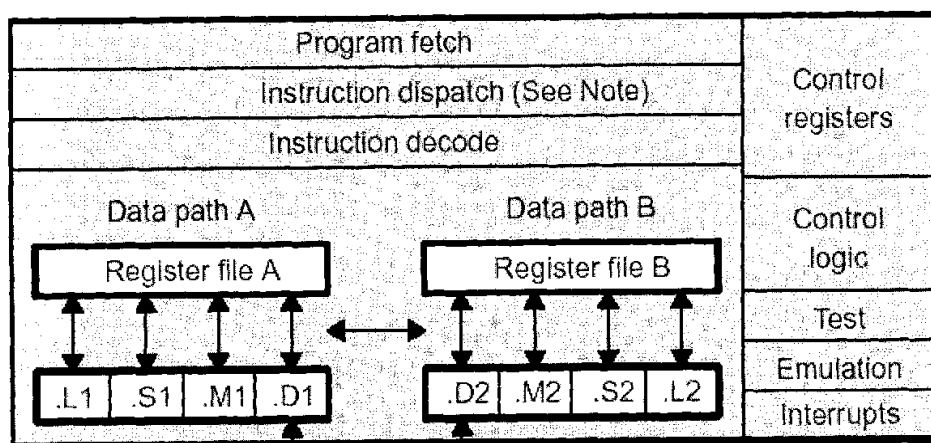 Program fetch
Instruction dispatch (See Note)
Instruction decode
Control
registers
Data path A
Data path B
Control
logic
Register file A
Register file B
Test
Emulation
Interrupts
.L1 .S1 .M1 .D1
.D2 .M2 .S2 .L2